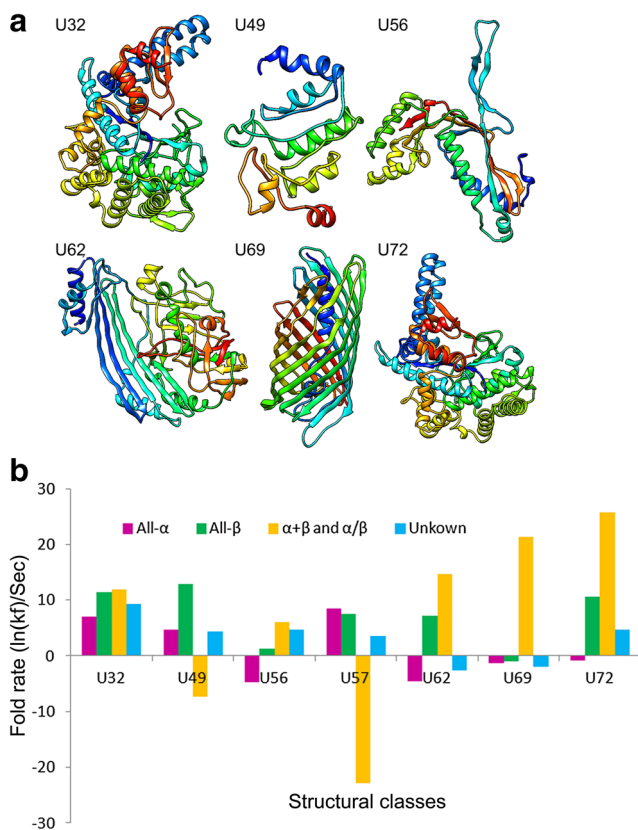 a
U32 U49 U56
U62 U69 U72
b
Fold rate (ln(kf)/Sec)
30
20
10
0
-10
-20
-30
All-α All-β α+β and α/β Unkown
U32 U49 U56 U57 U62 U69 U72
Structural classes